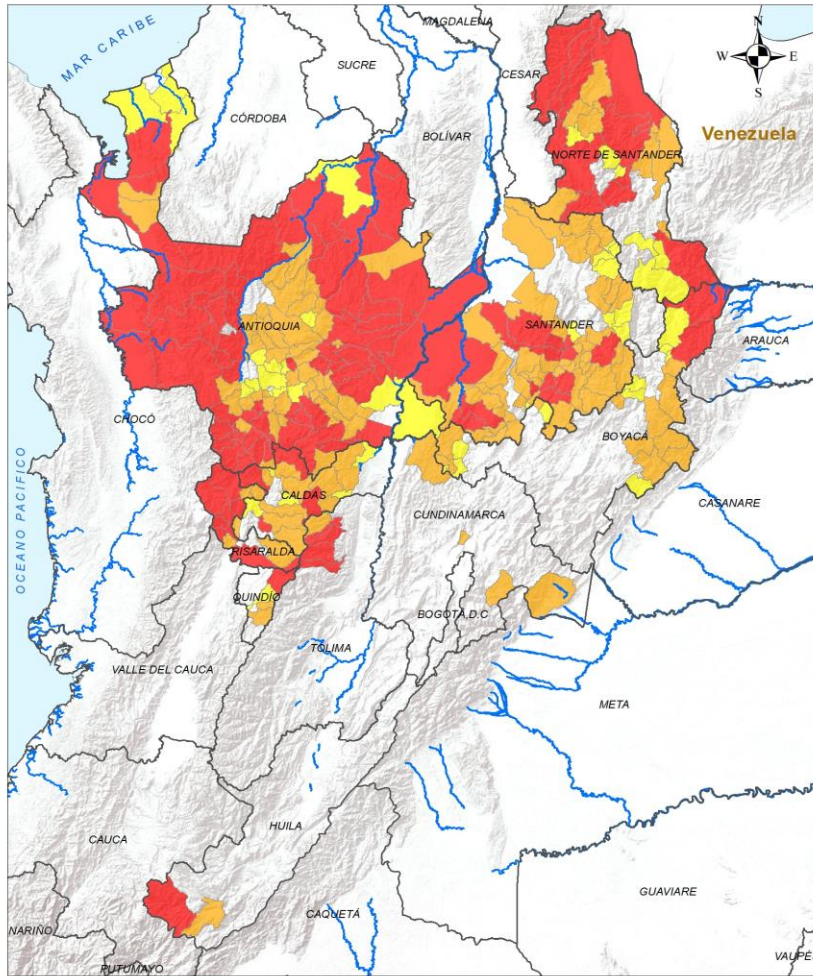 MAGDALENA
N
MAR CARIBE
W
E
SUCRE
CESAR
S
CÓRDOBA
BOLÍVAR
Venezuela
NORTE DE SANTANDER
ANTIOQUIA
SANTANDER
ARAUCA
CHOCÓ
BOYACÁ
CALDAS
CASANARE
CUNDINAMARCA
OCEANO PACIFICO
RISARALDA
QUINDÍO
BOGOTÁ, D.C
TOLIMA
VALLE DEL CAUCA
META
HUILA
CAUCA
GUAVIARE
CAQUETÁ
NARIÑO
PUTUMAYO
VAUPÉS